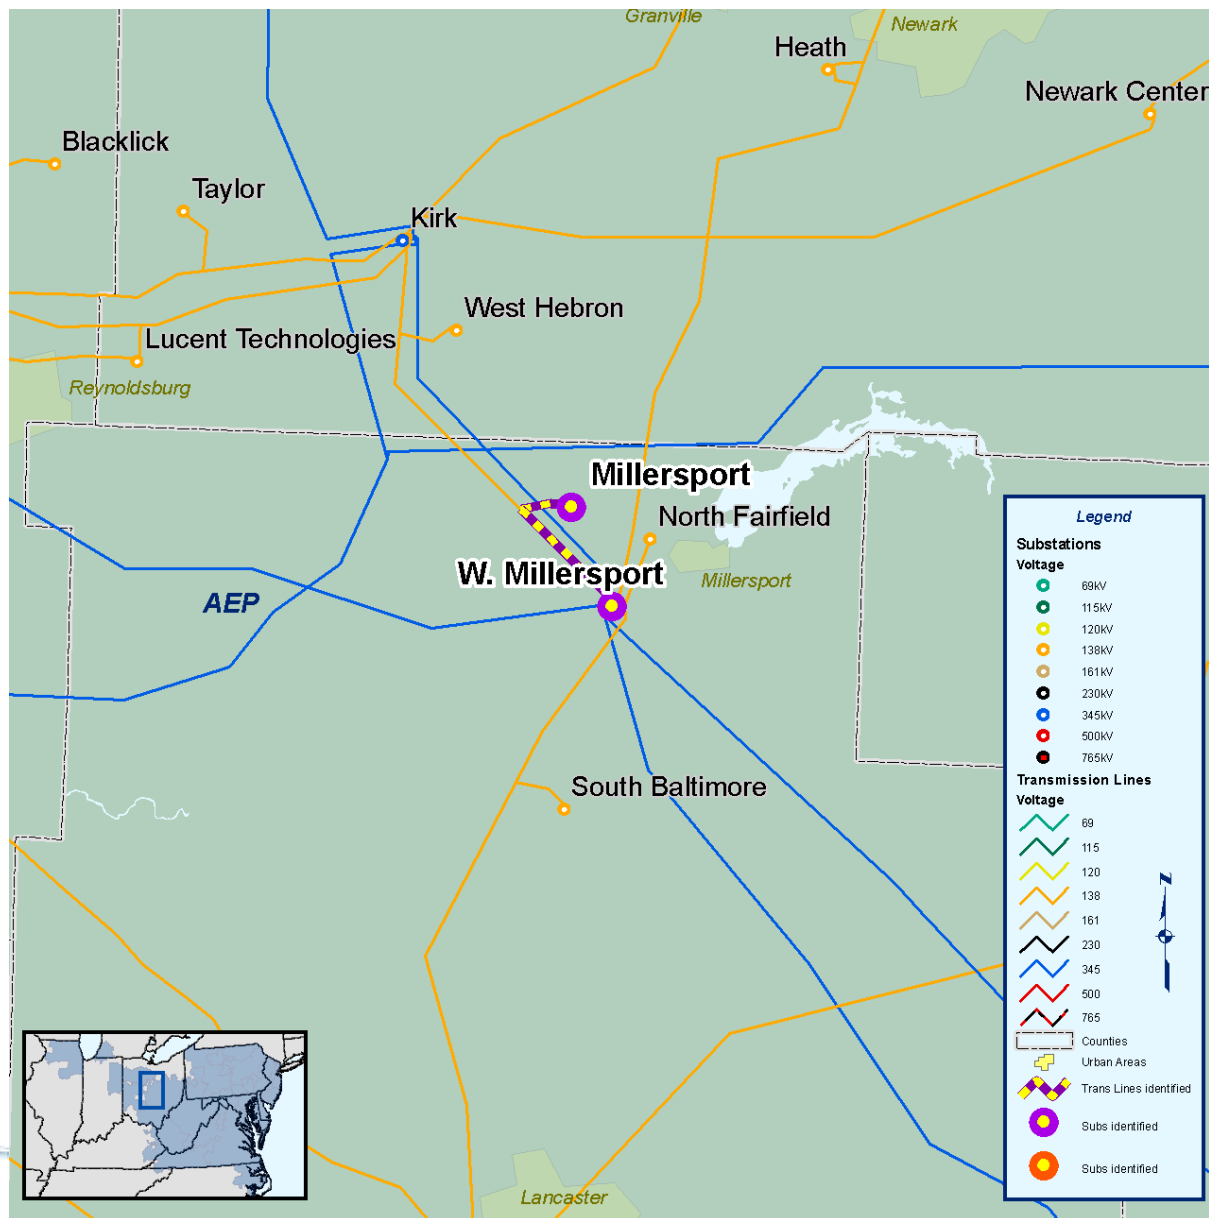 Granville
Newark
Heath
Newark Center
Blacklick
Taylor
Kirk
West Hebron
Lucent Technologies
Reynoldsburg
Millersport
North Fairfield
W. Millersport
Millersport
AEP
South Baltimore
Lancaster
Legend
Substations
Voltage
69kV
115kV
120kV
138kV
161kV
230kV
345kV
500kV
765kV
Transmission Lines
Voltage
69
115
120
138
161
230
345
500
765
Counties
Urban Areas
Trans Lines identified
Subs identified
Subs identified
N